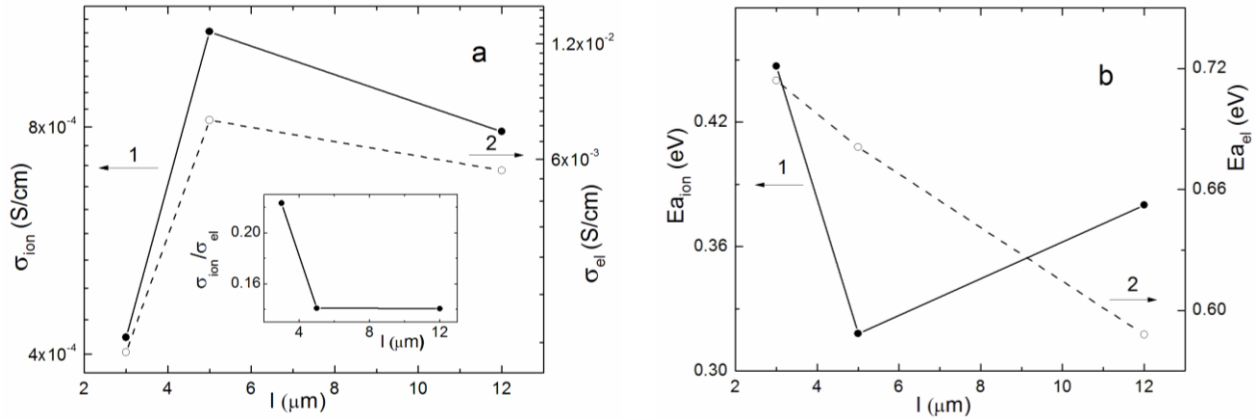 a
1.2x10⁻²
8x10⁻⁴
1
2
6x10⁻³
σion (S/cm)
σel (S/cm)
0.20
0.16
σion/σel
4 8 12
l (μm)
4x10⁻⁴
2 4 6 8 10 12
l (μm)
b
0.72
0.42
1
Eaion (eV)
Eael (eV)
0.66
0.36
2
0.60
0.30
2 4 6 8 10 12
l (μm)